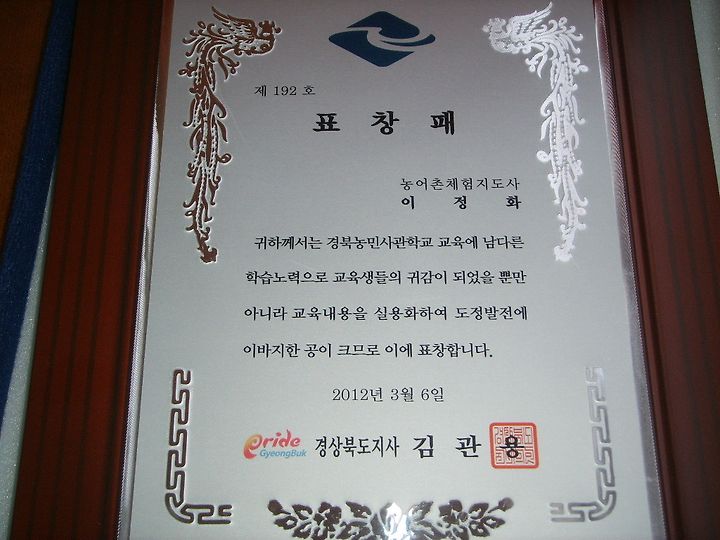 제 192 호
표 창 패
농어촌체험지도사
이 정 화
귀하께서는 경북농민사관학교 교육에 남다른
학습노력으로 교육생들의 귀감이 되었을 뿐만
아니라 교육내용을 실용화하여 도정발전에
이바지한 공이 크므로 이에 표창합니다.
2012년 3월 6일
Pride GyeongBuk 경상북도지사 김 관 용